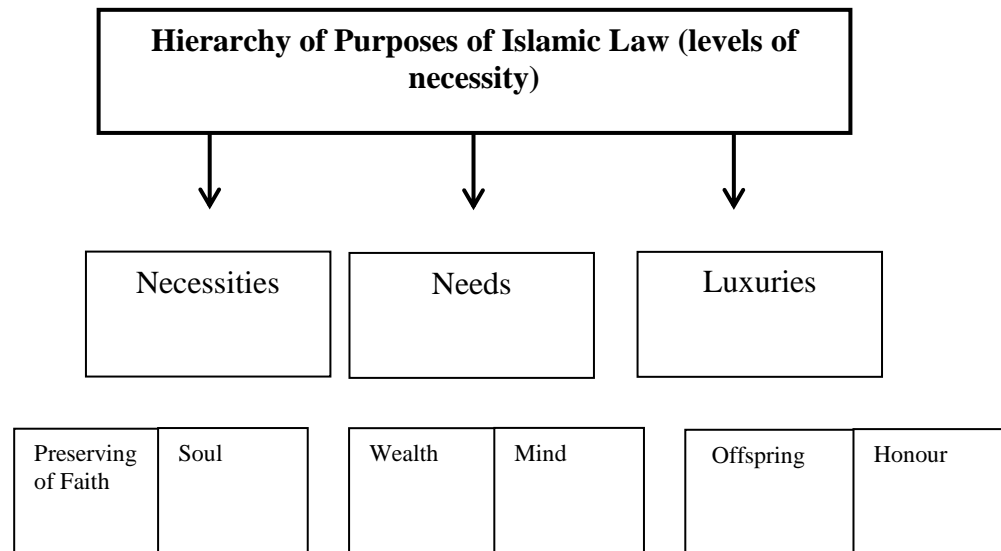 Hierarchy of Purposes of Islamic Law (levels of
necessity)
Necessities
Needs
Luxuries
Preserving
of Faith
Soul
Wealth
Mind
Offspring
Honour